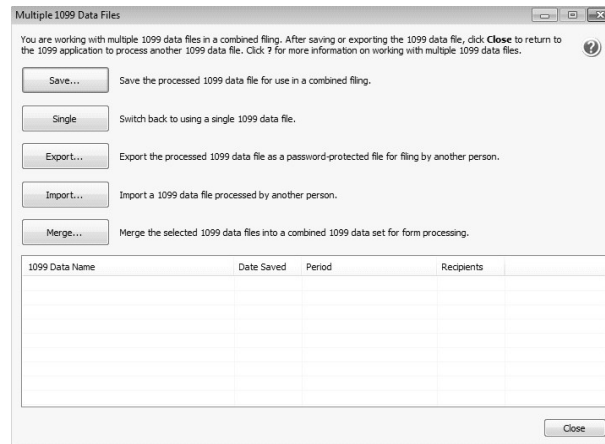 Multiple 1099 Data Files
You are working with multiple 1099 data files in a combined filing. After saving or exporting the 1099 data file, click Close to return to
the 1099 application to process another 1099 data file. Click ? for more information on working with multiple 1099 data files.
?
Save... Save the processed 1099 data file for use in a combined filing.
Single Switch back to using a single 1099 data file.
Export... Export the processed 1099 data file as a password-protected file for filing by another person.
Import... Import a 1099 data file processed by another person.
Merge... Merge the selected 1099 data files into a combined 1099 data set for form processing.
1099 Data Name Date Saved Period Recipients
Close